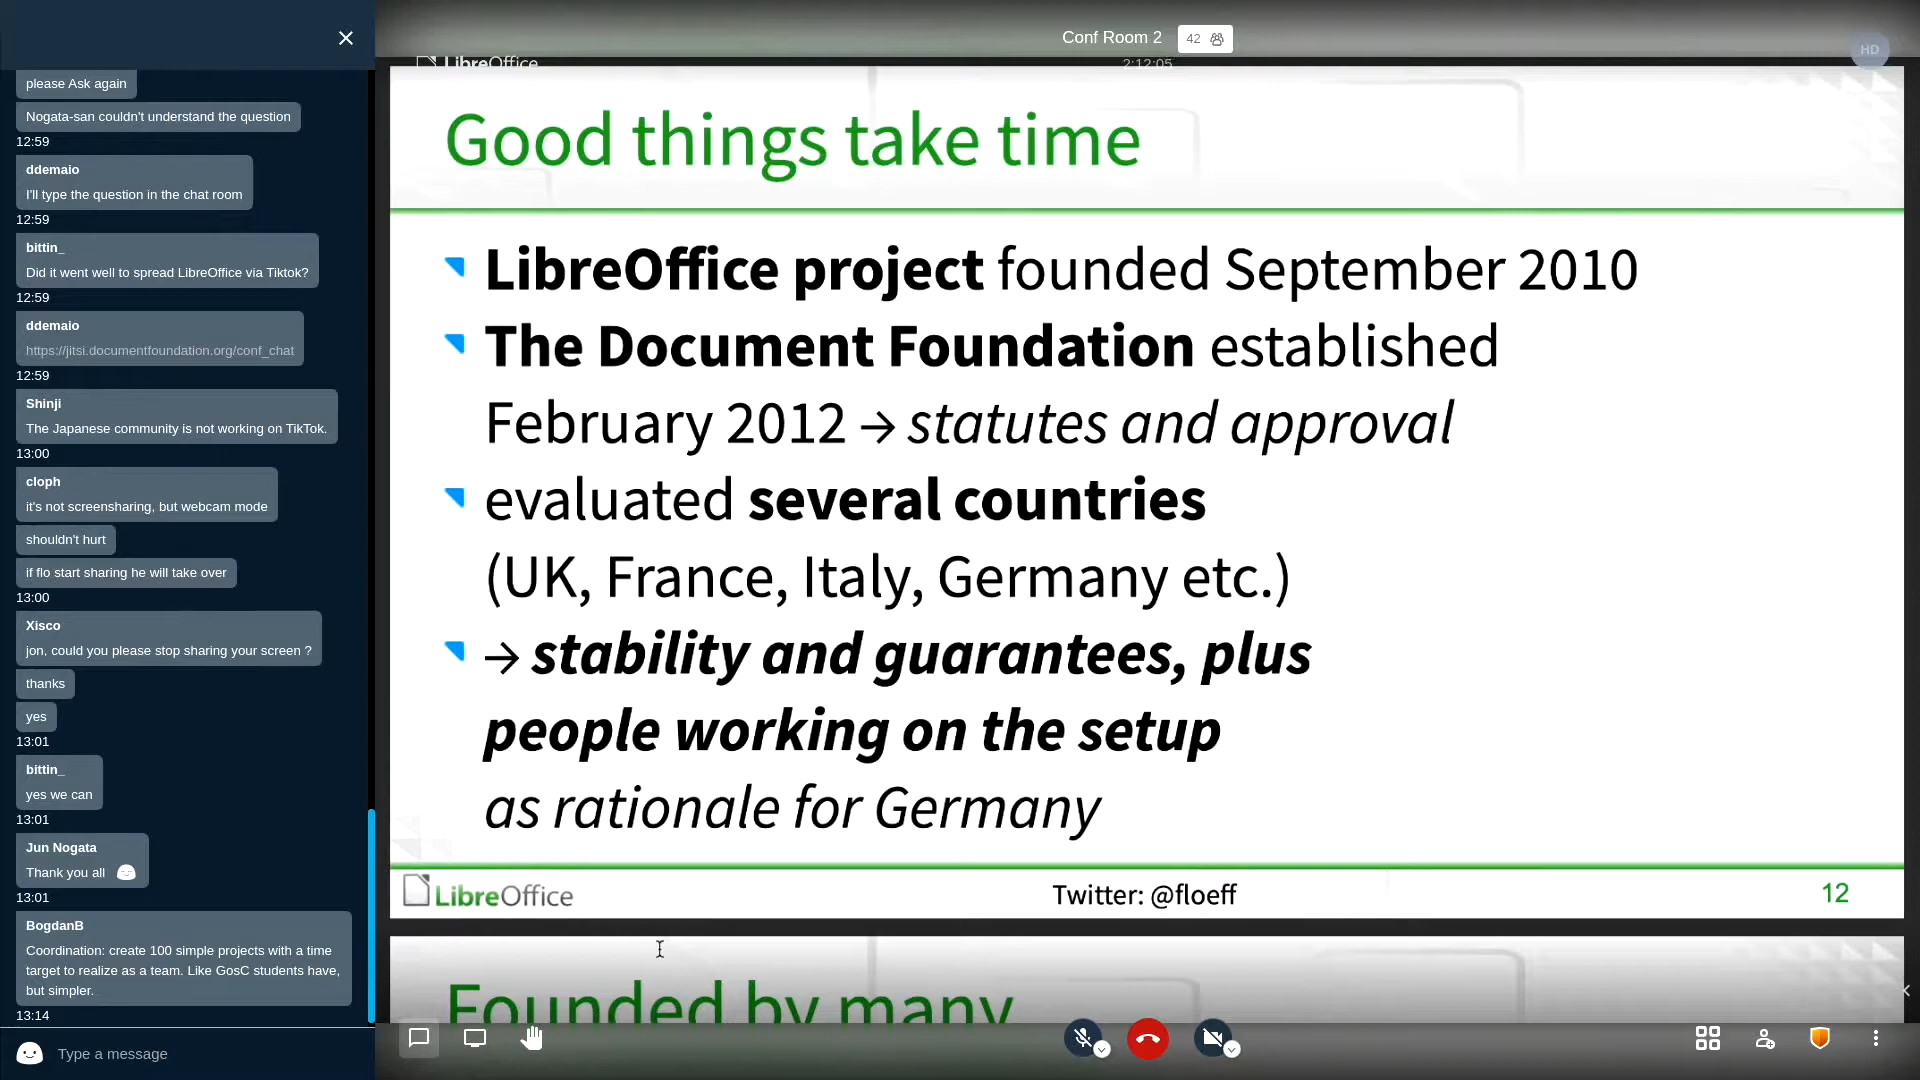 please Ask again
Nogata-san couldn't understand the question
12:59
ddemaio
I'll type the question in the chat room
12:59
bittin_
Did it went well to spread LibreOffice via Tiktok?
12:59
ddemaio
https://jitsi.documentfoundation.org/conf_chat
12:59
Shinji
The Japanese community is not working on TikTok.
13:00
cloph
it's not screensharing, but webcam mode
shouldn't hurt
if flo start sharing he will take over
13:00
Xisco
jon, could you please stop sharing your screen ?
thanks
yes
13:01
bittin_
yes we can
13:01
Jun Nogata
Thank you all
13:01
BogdanB
Coordination: create 100 simple projects with a time
target to realize as a team. Like GosC students have,
but simpler.
13:14
Type a message
Conf Room 2 42
HD
LibreOffice
2:12:05
Good things take time
LibreOffice project founded September 2010
The Document Foundation established
February 2012 → statutes and approval
evaluated several countries
(UK, France, Italy, Germany etc.)
→ stability and guarantees, plus
people working on the setup
as rationale for Germany
LibreOffice
Twitter: @floeff
12
Founded by many